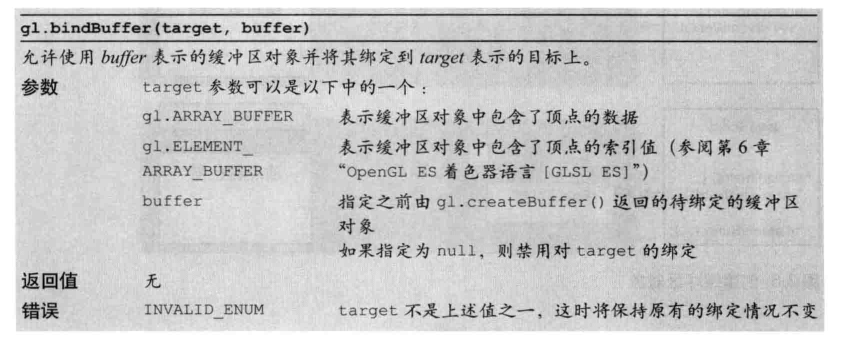 gl.bindBuffer(target, buffer)
允许使用 buffer 表示的缓冲区对象并将其绑定到 target 表示的目标上。
参数 target 参数可以是以下中的一个：
gl.ARRAY_BUFFER 表示缓冲区对象中包含了顶点的数据
gl.ELEMENT_ 表示缓冲区对象中包含了顶点的索引值（参阅第 6 章
ARRAY_BUFFER “OpenGL ES 着色器语言 [GLSL ES]”）
buffer 指定之前由 gl.createBuffer() 返回的待绑定的缓冲区
对象
如果指定为 null，则禁用对 target 的绑定
返回值 无
错误 INVALID_ENUM target 不是上述值之一，这时将保持原有的绑定情况不变